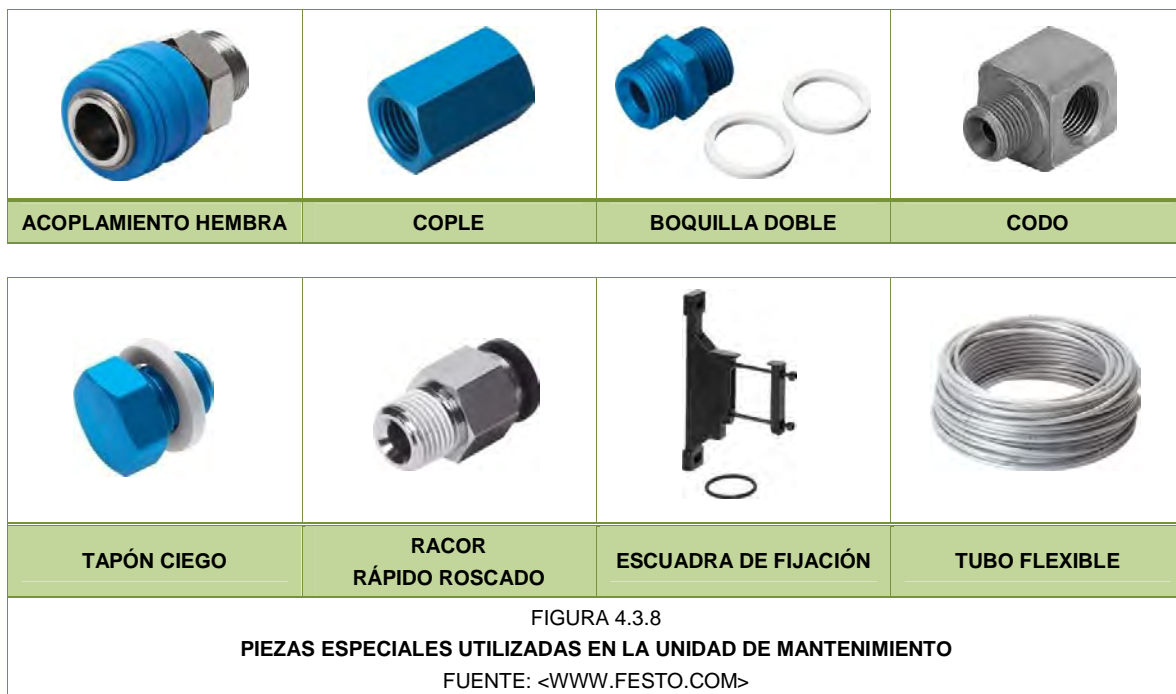 ACOPLAMIENTO HEMBRA
COPLE
BOQUILLA DOBLE
CODO
TAPÓN CIEGO
RACOR
RÁPIDO ROSCADO
ESCUADRA DE FIJACIÓN
TUBO FLEXIBLE
FIGURA 4.3.8
PIEZAS ESPECIALES UTILIZADAS EN LA UNIDAD DE MANTENIMIENTO
FUENTE: <WWW.FESTO.COM>